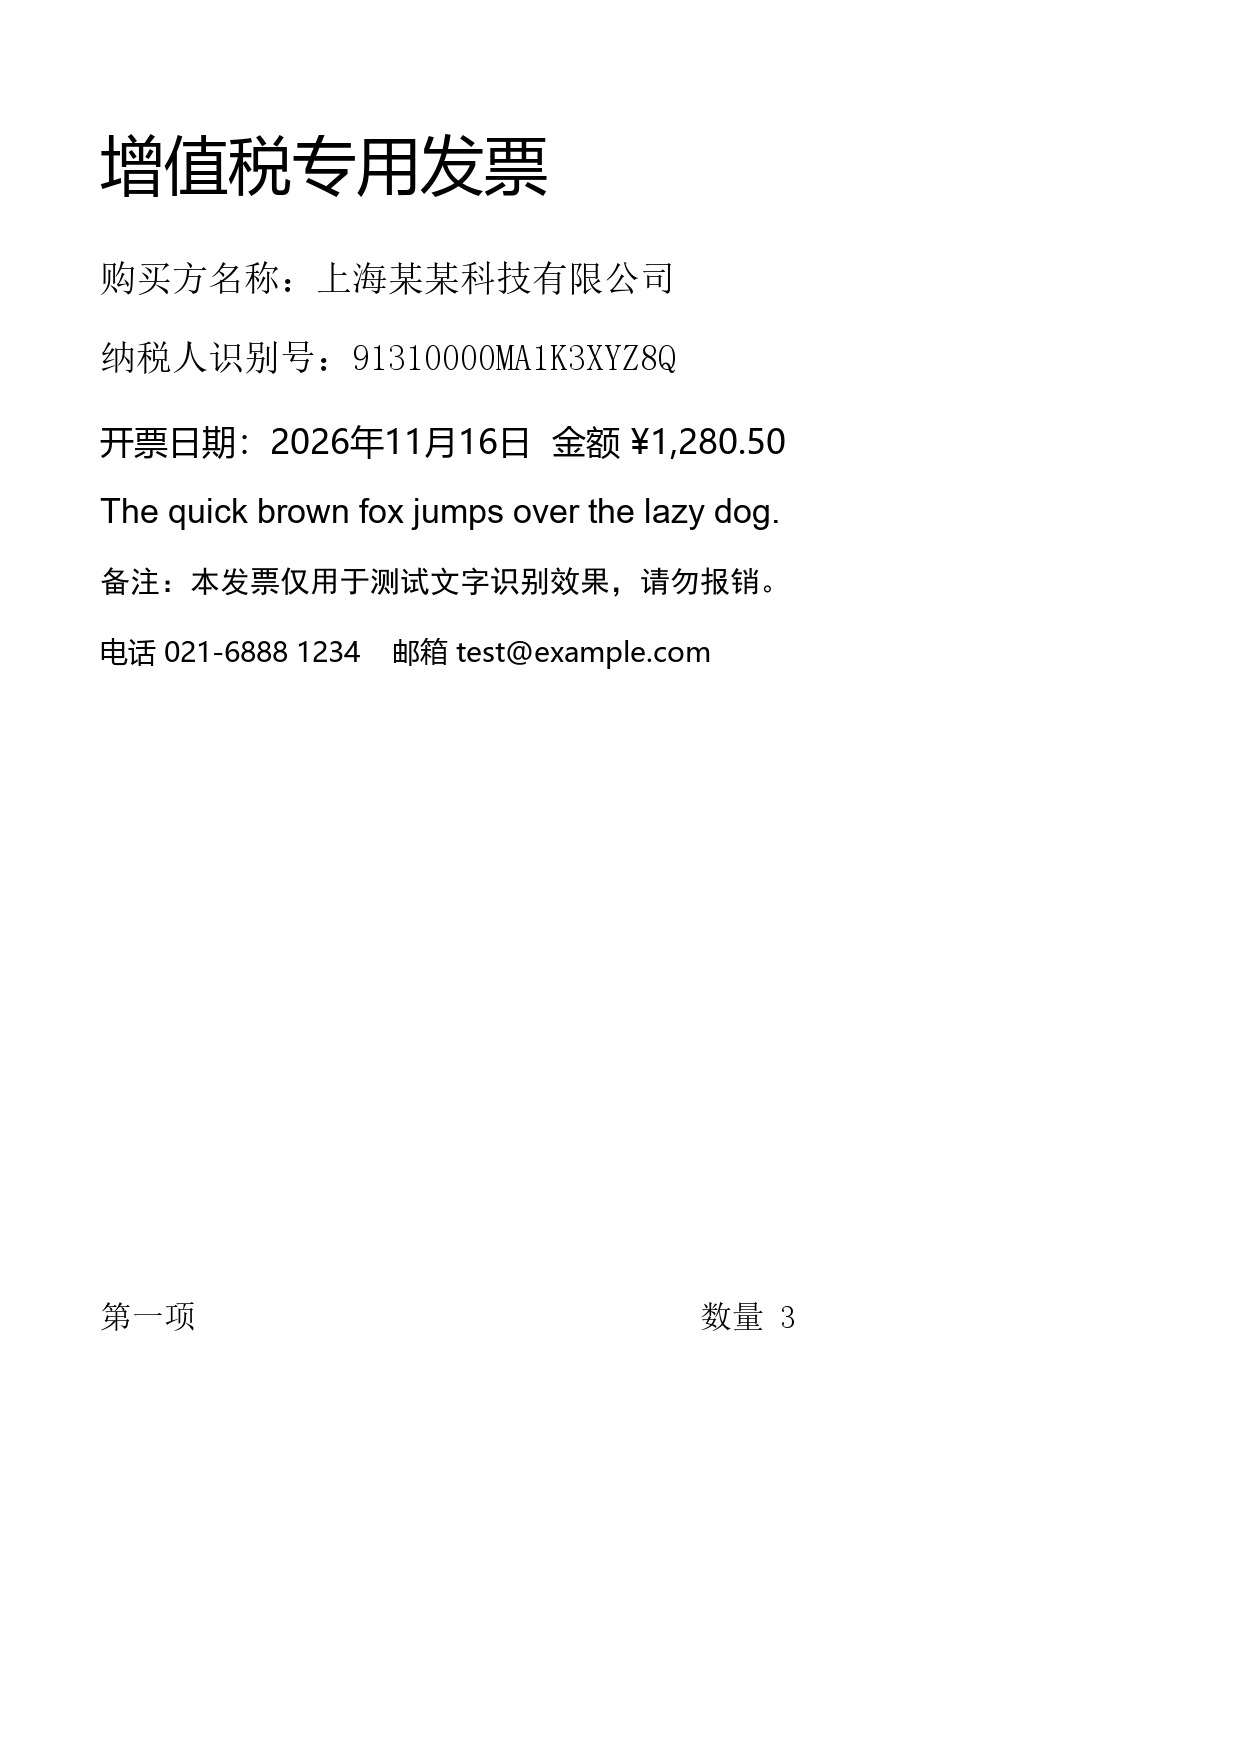 增值税专用发票
购买方名称：上海某某科技有限公司
纳税人识别号：91310000MA1K3XYZ8Q
开票日期：2026年11月16日 金额 ¥1,280.50
The quick brown fox jumps over the lazy dog.
备注：本发票仅用于测试文字识别效果，请勿报销。
电话 021-6888 1234 邮箱 test@example.com
第一项 数量 3